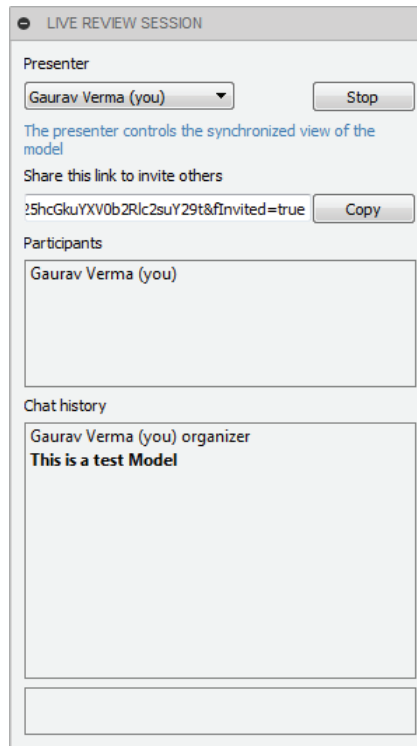 LIVE REVIEW SESSION
Presenter
Gaurav Verma (you)
Stop
The presenter controls the synchronized view of the
model
Share this link to invite others
25hcGkuYXV0b2Rlc2suY29t&fInvited=true
Copy
Participants
Gaurav Verma (you)
Chat history
Gaurav Verma (you) organizer
This is a test Model